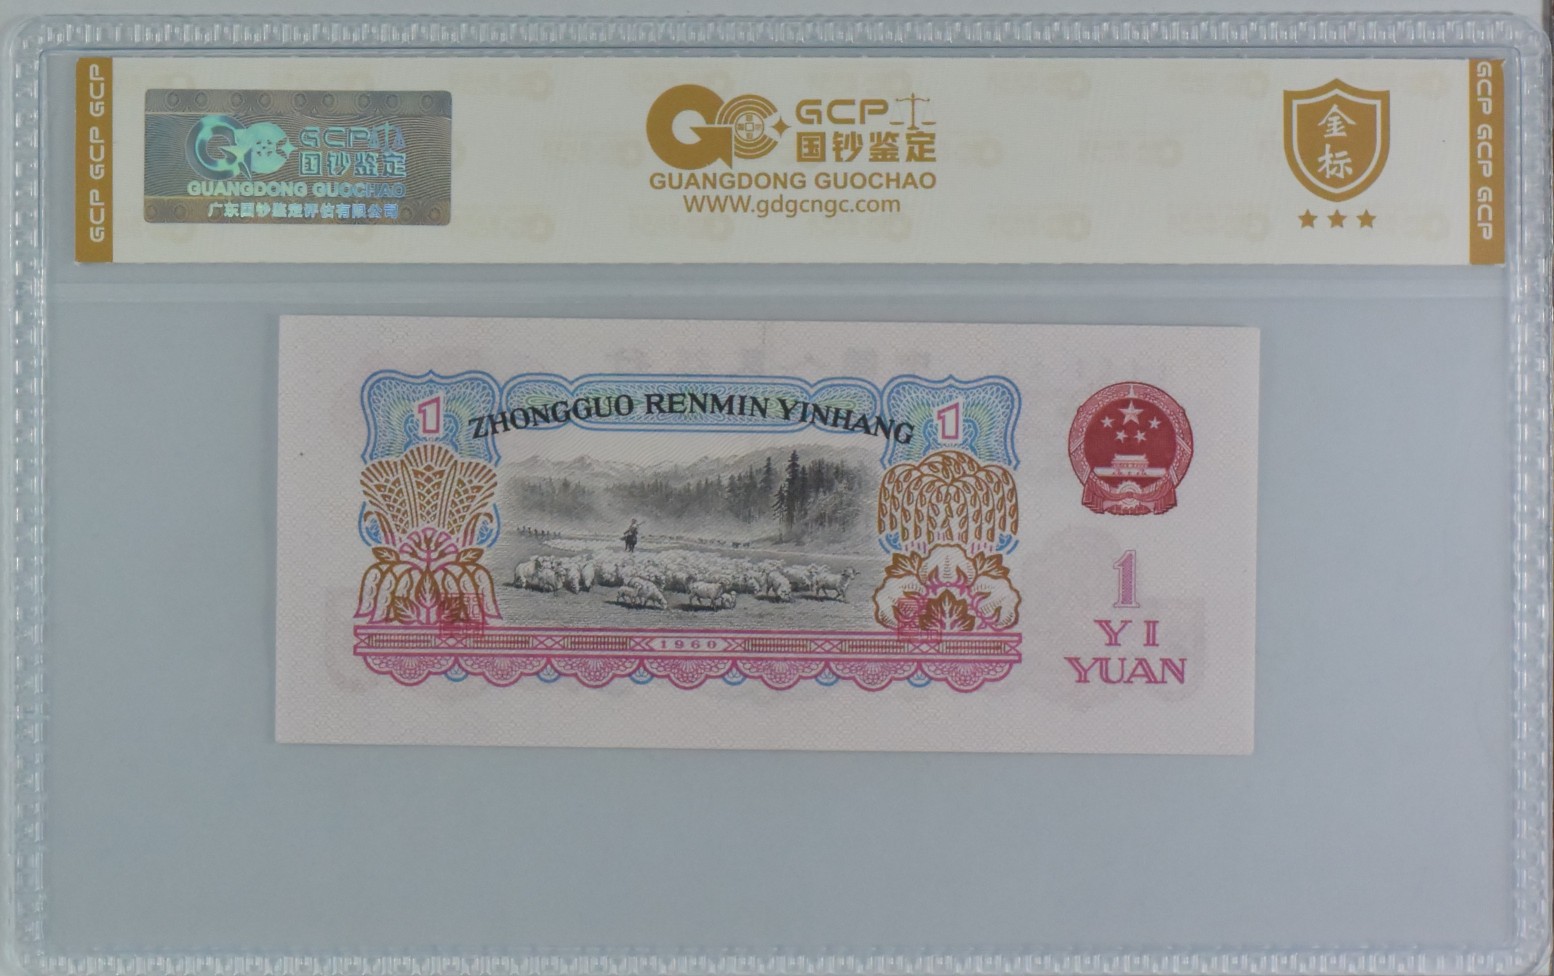 GCP GCP GCP
GCP
国钞鉴定
GUANGDONG GUOCHAO
广东国钞鉴定评估有限公司
GCP
国钞鉴定
GUANGDONG GUOCHAO
WWW.gdgcngc.com
金
标
GCP GCP GCP
1
ZHONGGUO RENMIN YINHANG
1
1960
1
YI
YUAN